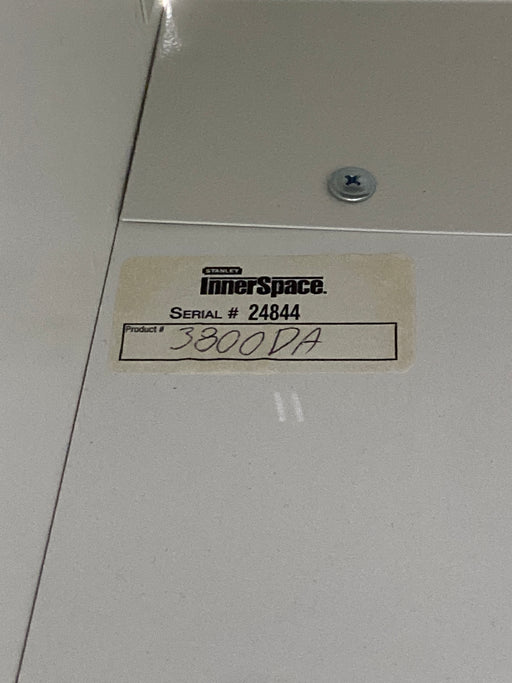 STANLEY
InnerSpace.
SERIAL # 24844
Product # 3800DA